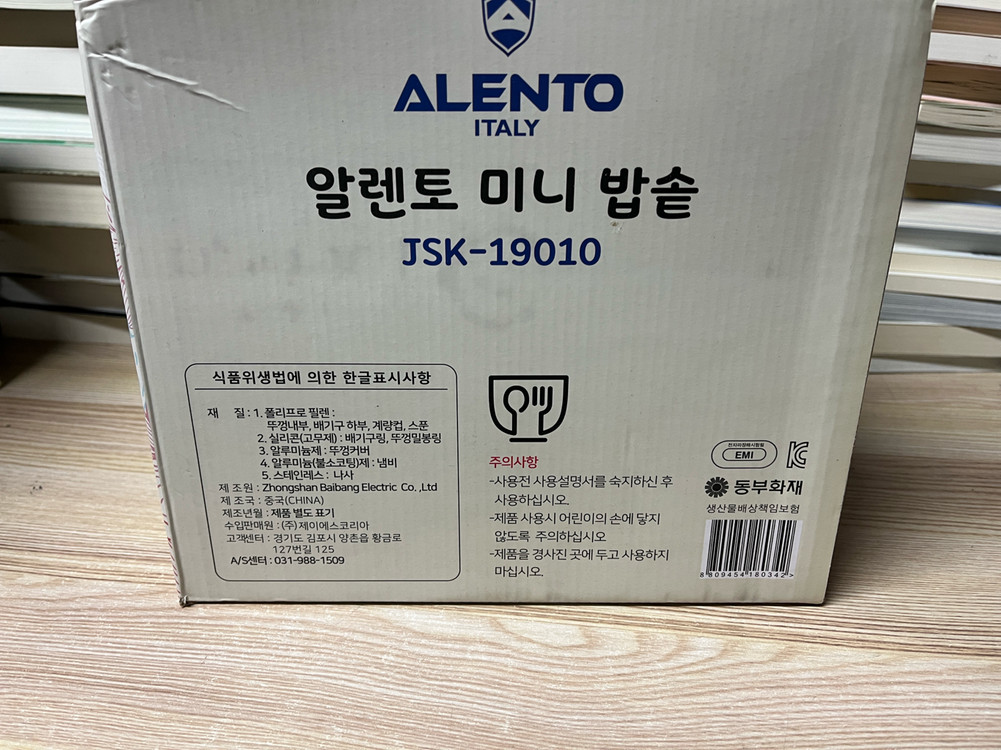 ALENTO
ITALY
알렌토 미니 밥솥
JSK-19010
식품위생법에 의한 한글표시사항
재 질 : 1. 폴리프로필렌 :
뚜껑내부, 배기구 하부, 계량컵, 스푼
2. 실리콘(고무제) : 배기구링, 뚜껑밀봉링
3. 알루미늄제 : 뚜껑커버
4. 알루미늄(불소코팅)제 : 냄비
5. 스테인레스 : 나사
제 조 원 : Zhongshan Baibang Electric Co. ,Ltd
제 조 국 : 중국(CHINA)
제조년월 : 제품 별도 표기
수입판매원 : (주) 제이에스코리아
고객센터 : 경기도 김포시 양촌읍 황금로
127번길 125
A/S센터 : 031-988-1509
주의사항
-사용전 사용설명서를 숙지하신 후
사용하십시오.
-제품 사용시 어린이의 손에 닿지
않도록 주의하십시오
-제품을 경사진 곳에 두고 사용하지
마십시오.
EMI
동부화재
생산물배상책임보험
8 809454 180342 >